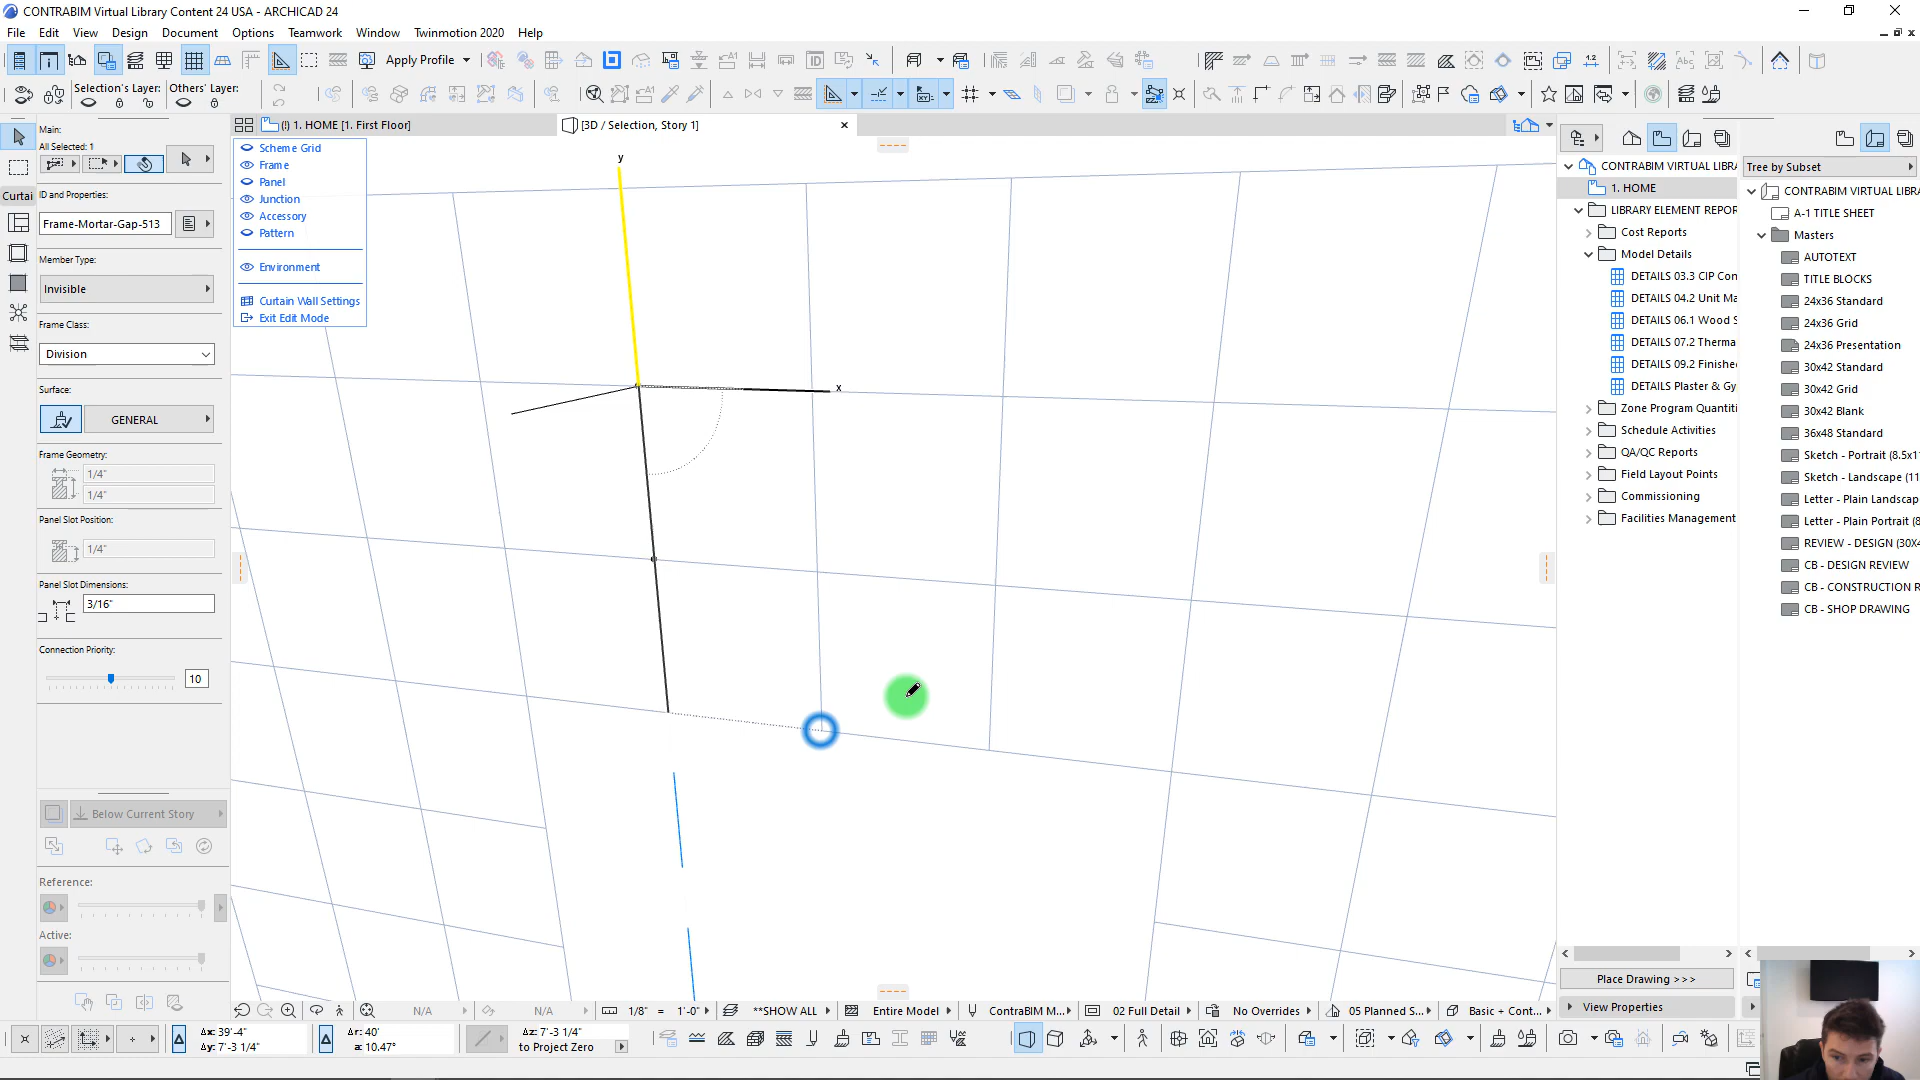 CONTRABIM Virtual Library Content 24 USA - ARCHICAD 24
File Edit View Design Document Options Teamwork Twinmotion 2020 Window Help
Apply Profile
Selection's Layer: Others' Layer:
Main:
All Selected: 1
ID and Properties:
Frame-Mortar-Gap-513
Member Type:
Invisible
Frame Class:
Division
Surface:
GENERAL
Frame Geometry:
1/4"
1/4"
Panel Slot Position:
1/4"
Panel Slot Dimensions:
3/16"
Connection Priority:
10
Below Current Story
Reference:
Active:
Curtai
(!) 1. HOME [1. First Floor]
[3D / Selection, Story 1]
Scheme Grid
Frame
Panel
Junction
Accessory
Pattern
Environment
Curtain Wall Settings
Exit Edit Mode
y
x
CONTRABIM VIRTUAL LIBRA
1. HOME
LIBRARY ELEMENT REPOR
Cost Reports
Model Details
DETAILS 03.3 CIP Con
DETAILS 04.2 Unit Ma
DETAILS 06.1 Wood S
DETAILS 07.2 Therma
DETAILS 09.2 Finishe
DETAILS Plaster & Gy
Zone Program Quantiti
Schedule Activities
QA/QC Reports
Field Layout Points
Commissioning
Facilities Management
Place Drawing >>>
View Properties
Tree by Subset
CONTRABIM VIRTUAL LIBRA
A-1 TITLE SHEET
Masters
AUTOTEXT
TITLE BLOCKS
24x36 Standard
24x36 Grid
24x36 Presentation
30x42 Standard
30x42 Grid
30x42 Blank
36x48 Standard
Sketch - Portrait (8.5x1
Sketch - Landscape (11
Letter - Plain Landscap
Letter - Plain Portrait (8
REVIEW - DESIGN (30X4
CB - DESIGN REVIEW
CB - CONSTRUCTION R
CB - SHOP DRAWING
N/A N/A 1/8" = 1'-0" **SHOW ALL Entire Model ContraBIM M... 02 Full Detail No Overrides 05 Planned S... Basic + Cont...
Δx: 39'-4" Δr: 40' Δz: 7'-3 1/4"
Δy: 7'-3 1/4" a: 10.47° to Project Zero